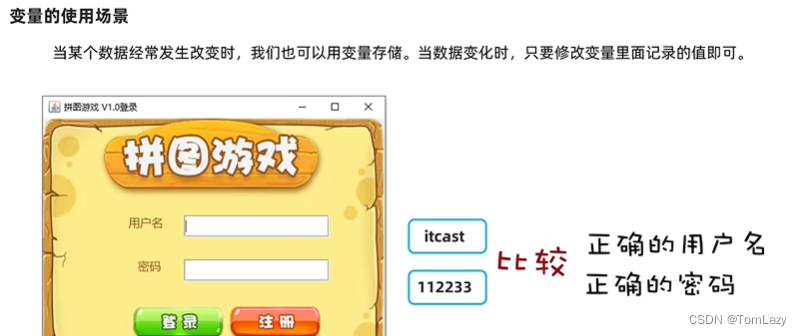 变量的使用场景
当某个数据经常发生改变时，我们也可以用变量存储。当数据变化时，只要修改变量里面记录的值即可。
拼图游戏 V1.0登录
拼图游戏
用户名
itcast
比较
正确的用户名
密码
112233
正确的密码
登录 注册
CSDN @TomLazy